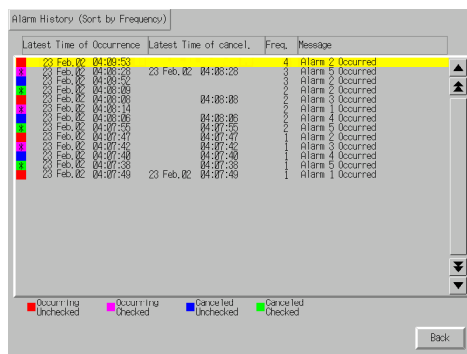 Alarm History (Sort by Frequency)
Latest Time of Occurrence Latest Time of cancel. Freq. Message
23 Feb.02 04:09:53 4 Alarm 2 Occurred
23 Feb.02 04:08:28 23 Feb.02 04:08:28 3 Alarm 5 Occurred
23 Feb.02 04:09:52 3 Alarm 2 Occurred
23 Feb.02 04:08:09 2 Alarm 2 Occurred
23 Feb.02 04:08:08 04:08:08 2 Alarm 3 Occurred
23 Feb.02 04:08:14 2 Alarm 1 Occurred
23 Feb.02 04:08:06 04:08:06 2 Alarm 4 Occurred
23 Feb.02 04:07:55 04:07:55 2 Alarm 5 Occurred
23 Feb.02 04:07:47 04:07:47 1 Alarm 2 Occurred
23 Feb.02 04:07:42 04:07:42 1 Alarm 3 Occurred
23 Feb.02 04:07:40 04:07:40 1 Alarm 4 Occurred
23 Feb.02 04:07:38 04:07:38 1 Alarm 5 Occurred
23 Feb.02 04:07:49 23 Feb.02 04:07:49 1 Alarm 1 Occurred
Occurring Occurring Canceled Canceled
Unchecked Checked Unchecked Checked
Back